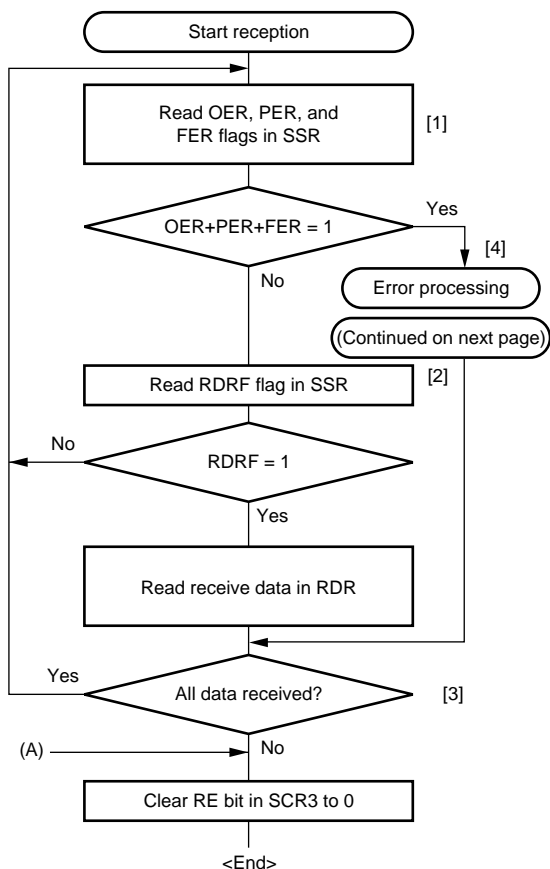 Start reception
Read OER, PER, and
FER flags in SSR
[1]
OER+PER+FER = 1
Yes
[4]
No
Error processing
(Continued on next page)
Read RDRF flag in SSR
[2]
No
RDRF = 1
Yes
Read receive data in RDR
Yes
All data received?
[3]
(A)
No
Clear RE bit in SCR3 to 0
<End>